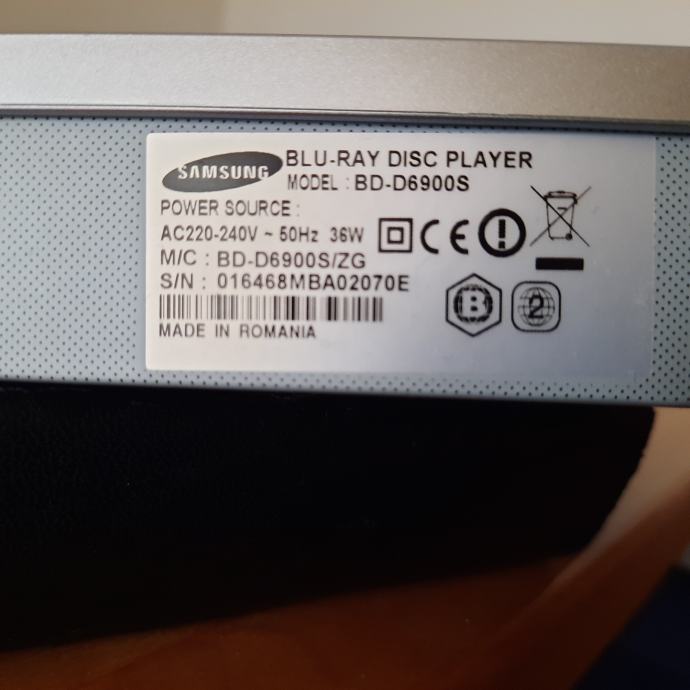 SAMSUNG BLU-RAY DISC PLAYER
MODEL : BD-D6900S
POWER SOURCE :
AC220-240V ~ 50Hz 36W CE
M/C : BD-D6900S/ZG
S/N : 016468MBA02070E
B 2
MADE IN ROMANIA